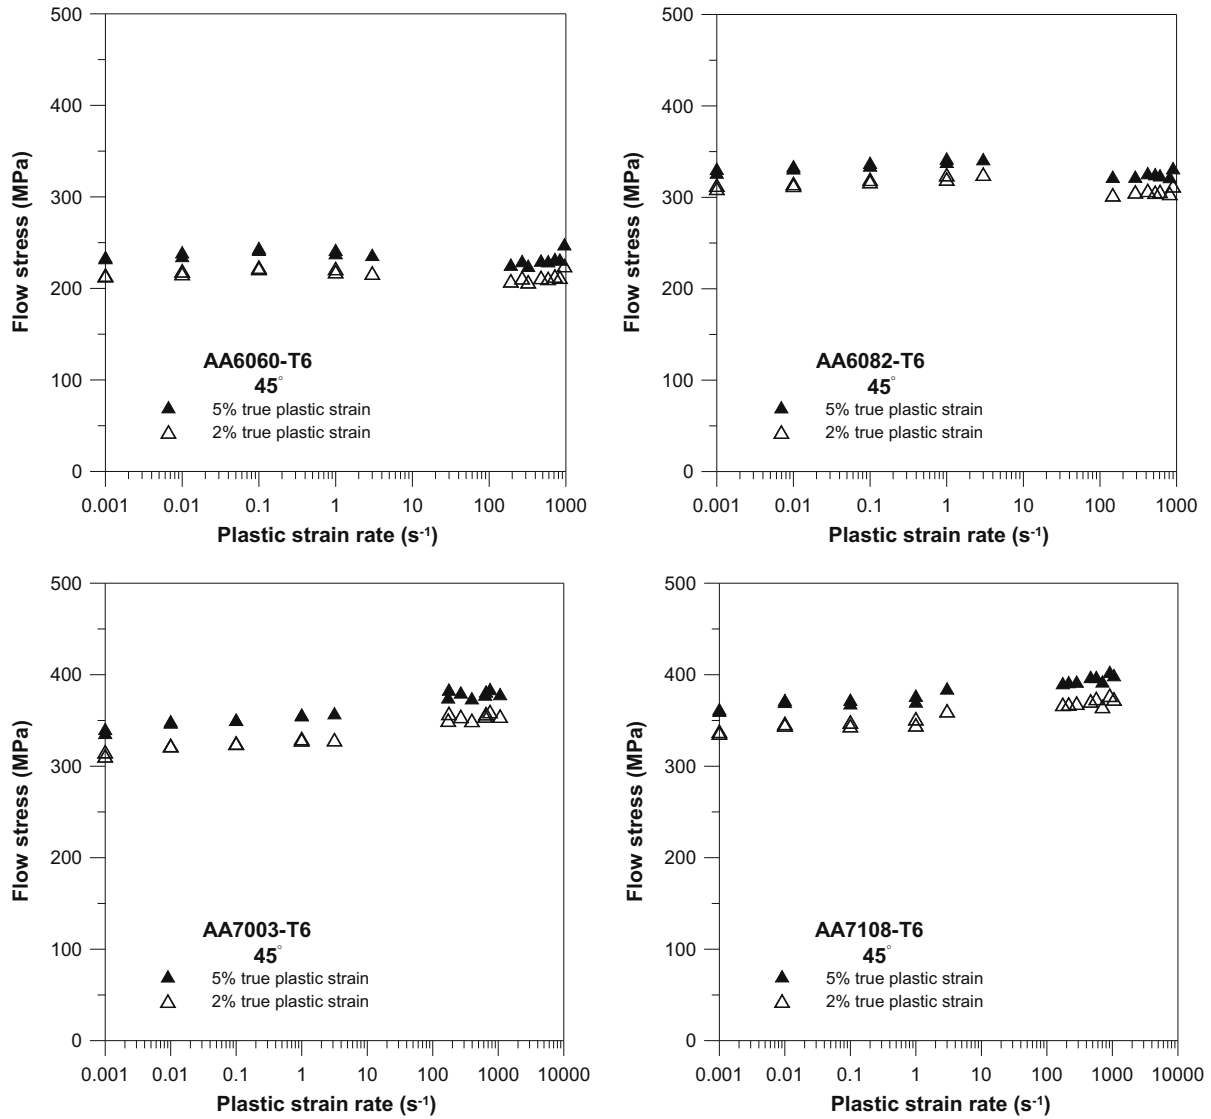 500
400
300
200
100
0
Flow stress (MPa)
AA6060-T6
45°
5% true plastic strain
2% true plastic strain
0.001 0.01 0.1 1 10 100 1000
Plastic strain rate (s-1)
500
400
300
200
100
0
Flow stress (MPa)
AA6082-T6
45°
5% true plastic strain
2% true plastic strain
0.001 0.01 0.1 1 10 100 1000
Plastic strain rate (s-1)
500
400
300
200
100
0
Flow stress (MPa)
AA7003-T6
45°
5% true plastic strain
2% true plastic strain
0.001 0.01 0.1 1 10 100 1000 10000
Plastic strain rate (s-1)
500
400
300
200
100
0
Flow stress (MPa)
AA7108-T6
45°
5% true plastic strain
2% true plastic strain
0.001 0.01 0.1 1 10 100 1000 10000
Plastic strain rate (s-1)